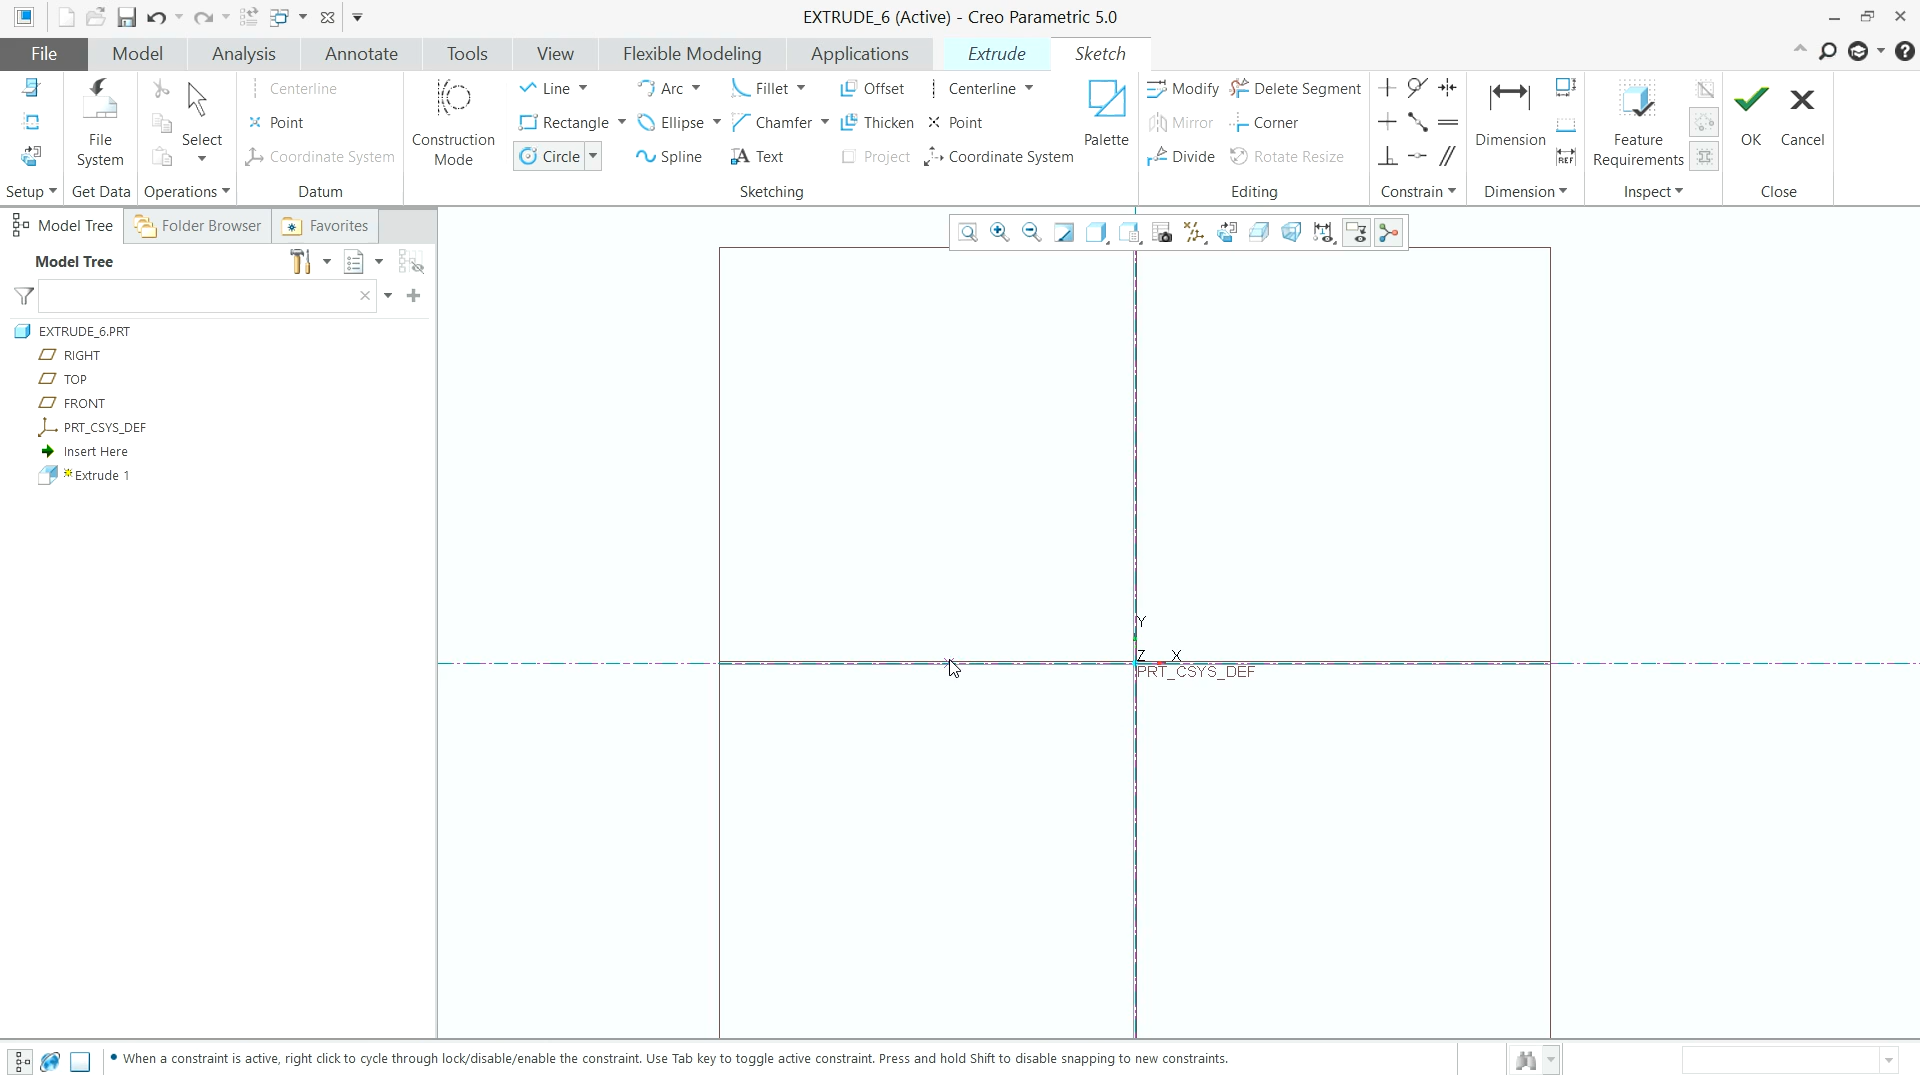 EXTRUDE_6 (Active) - Creo Parametric 5.0
File Model Analysis Annotate Tools View Flexible Modeling Applications Extrude Sketch
Centerline Line Arc Fillet Offset Centerline Modify Delete Segment
Point Rectangle Ellipse Chamfer Thicken Point Mirror Corner
File System Select Coordinate System Construction Mode Circle Spline Text Project Coordinate System Palette Divide Rotate Resize Dimension REF Feature Requirements OK Cancel
Setup Get Data Operations Datum Sketching Editing Constrain Dimension Inspect Close
Model Tree Folder Browser Favorites
Model Tree
EXTRUDE_6.PRT
RIGHT
TOP
FRONT
PRT_CSYS_DEF
Insert Here
Extrude 1
Y
Z X
PRT_CSYS_DEF
When a constraint is active, right click to cycle through lock/disable/enable the constraint. Use Tab key to toggle active constraint. Press and hold Shift to disable snapping to new constraints.